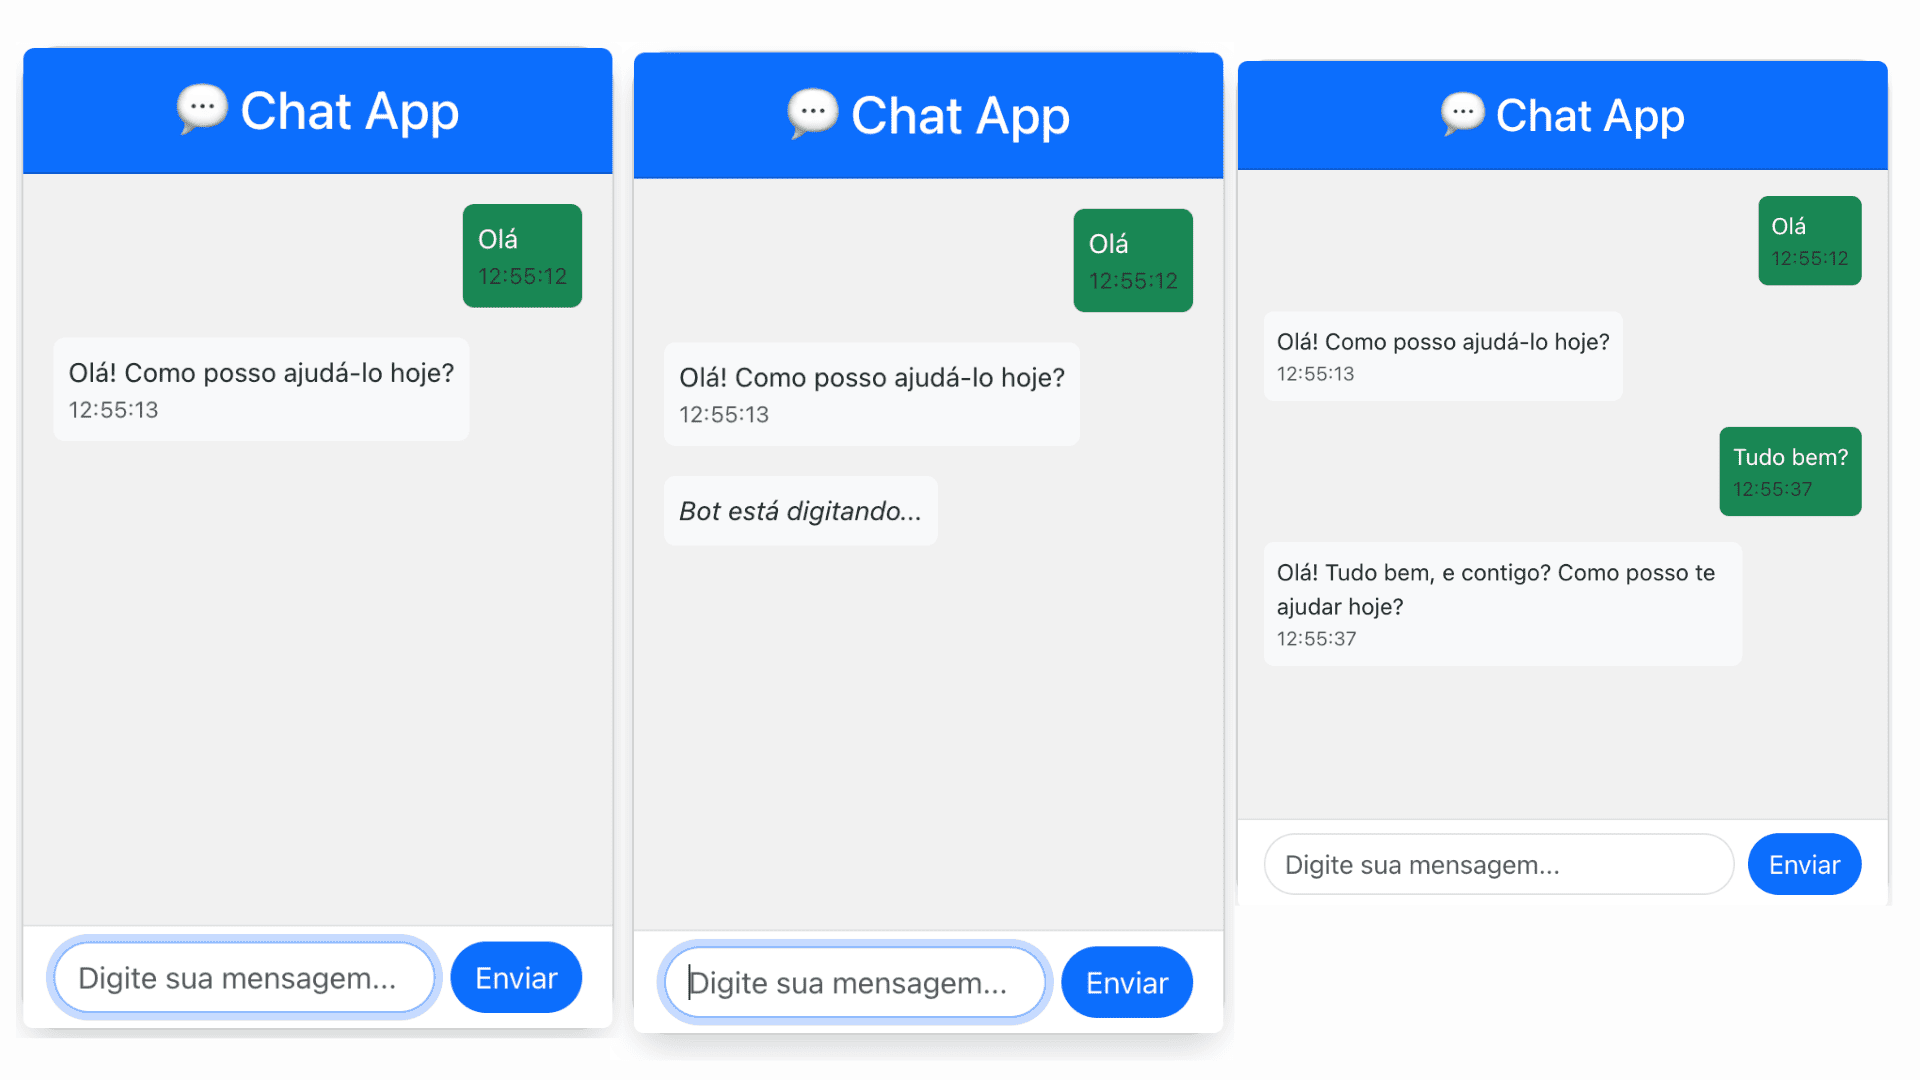 Chat App
Olá
12:55:12
Olá! Como posso ajudá-lo hoje?
12:55:13
Digite sua mensagem...
Enviar
Chat App
Olá
12:55:12
Olá! Como posso ajudá-lo hoje?
12:55:13
Bot está digitando...
Digite sua mensagem...
Enviar
Chat App
Olá
12:55:12
Olá! Como posso ajudá-lo hoje?
12:55:13
Tudo bem?
12:55:37
Olá! Tudo bem, e contigo? Como posso te
ajudar hoje?
12:55:37
Digite sua mensagem...
Enviar